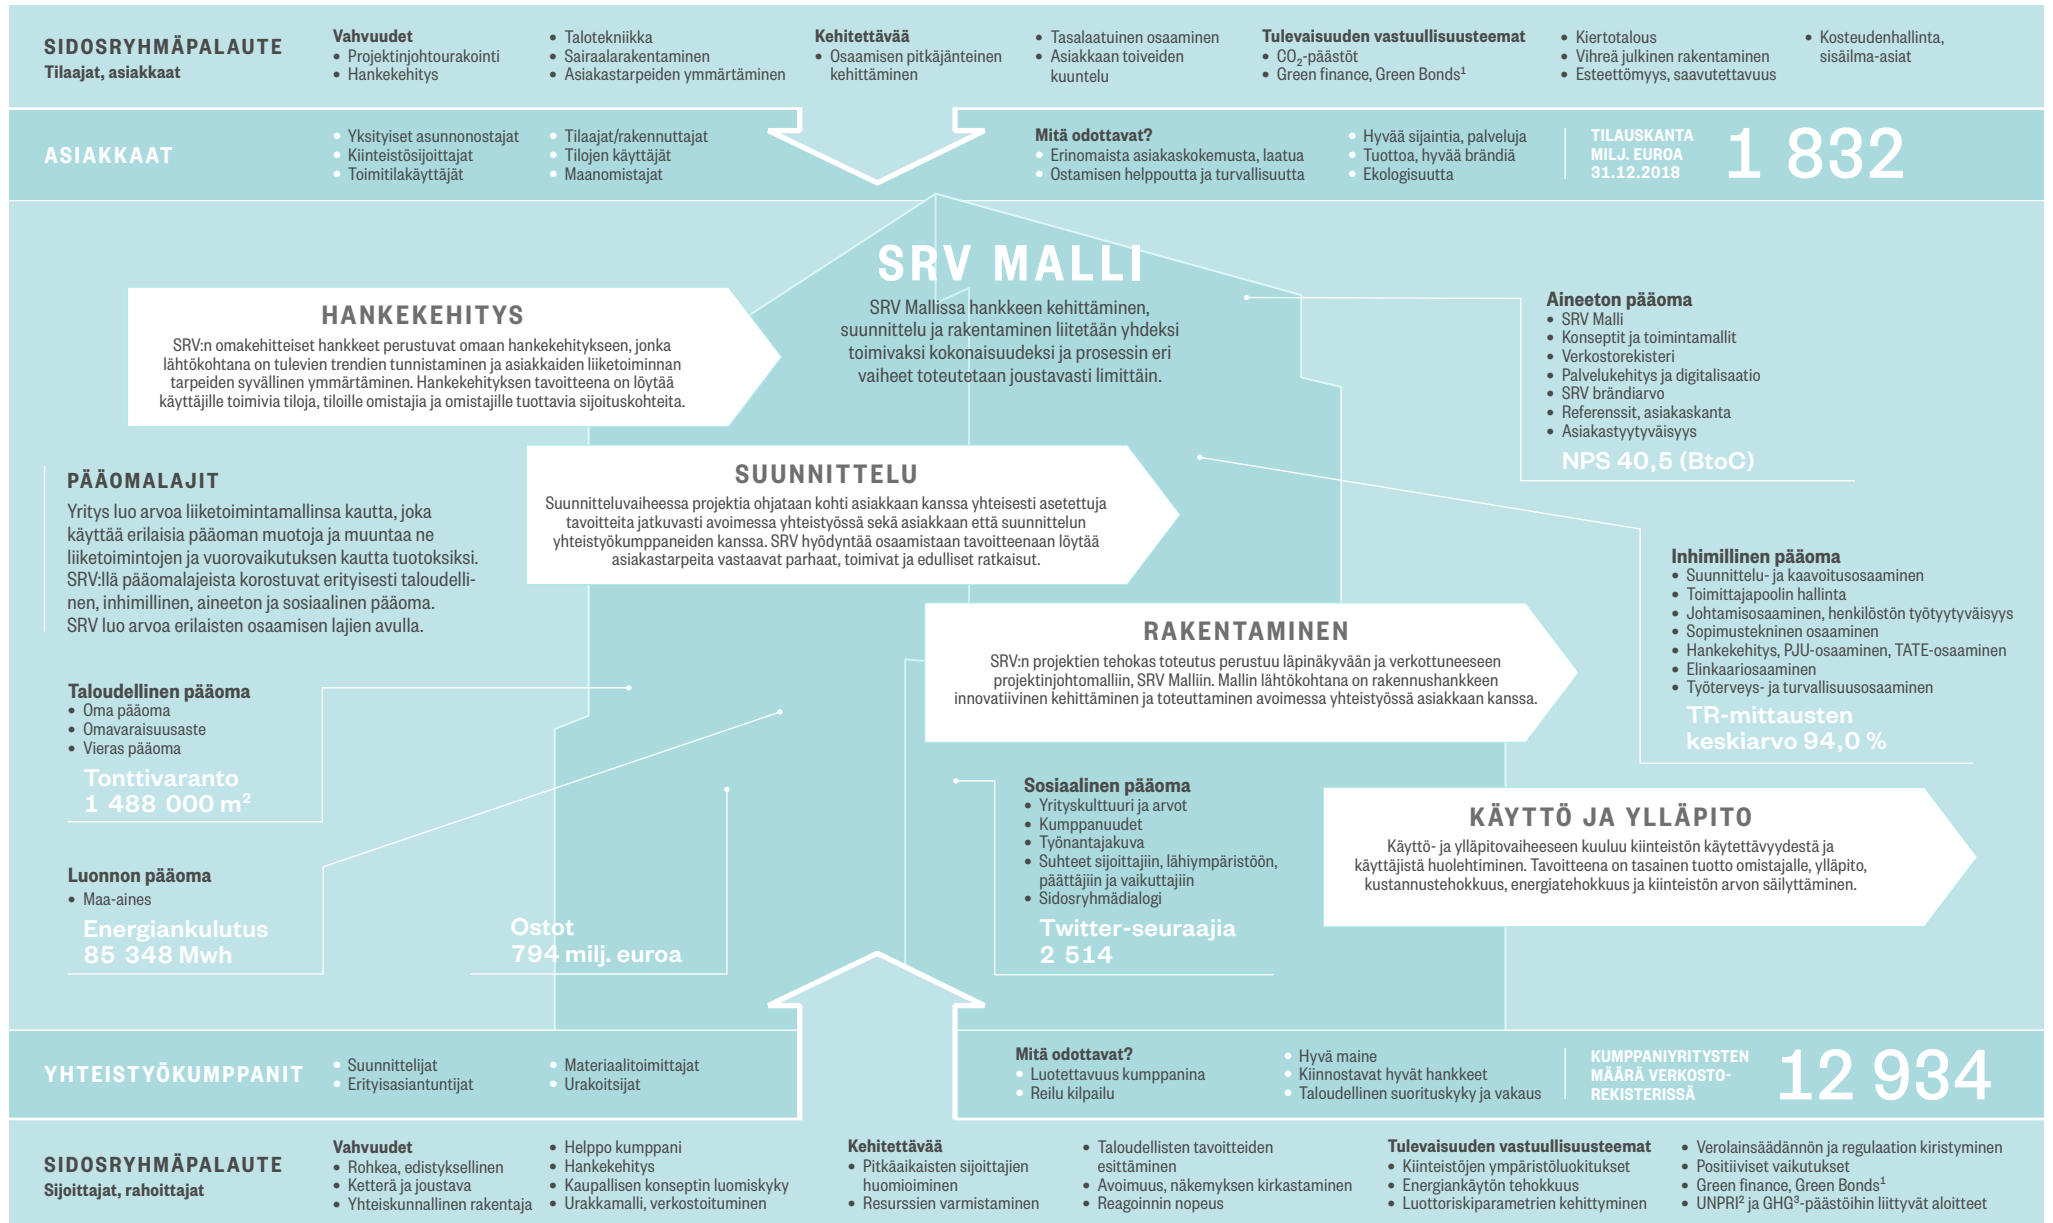 SIDOSRYHMÄPALAUTE
Tilaajat, asiakkaat
Vahvuudet
• Projektinjohtourakointi
• Hankekehitys
• Talotekniikka
• Sairaalarakentaminen
• Asiakastarpeiden ymmärtäminen
Kehitettävää
• Osaamisen pitkäjänteinen
kehittäminen
• Tasalaatuinen osaaminen
• Asiakkaan toiveiden
kuuntelu
Tulevaisuuden vastuullisuusteemat
• CO₂-päästöt
• Green finance, Green Bonds¹
• Kiertotalous
• Vihreä julkinen rakentaminen
• Esteettömyys, saavutettavuus
• Kosteudenhallinta,
sisäilma-asiat
ASIAKKAAT
• Yksityiset asunnonostajat
• Kiinteistösijoittajat
• Toimitilakäyttäjät
• Tilaajat/rakennuttajat
• Tilojen käyttäjät
• Maanomistajat
Mitä odottavat?
• Erinomaista asiakaskokemusta, laatua
• Ostamisen helppoutta ja turvallisuutta
• Hyvää sijaintia, palveluja
• Tuottoa, hyvää brändiä
• Ekologisuutta
TILAUSKANTA
MILJ. EUROA
31.12.2018
1 832
SRV MALLI
SRV Mallissa hankkeen kehittäminen,
suunnittelu ja rakentaminen liitetään yhdeksi
toimivaksi kokonaisuudeksi ja prosessin eri
vaiheet toteutetaan joustavasti limittäin.
HANKEKEHITYS
SRV:n omakehitteiset hankkeet perustuvat omaan hankekehitykseen, jonka
lähtökohtana on tulevien trendien tunnistaminen ja asiakkaiden liiketoiminnan
tarpeiden syvällinen ymmärtäminen. Hankekehityksen tavoitteena on löytää
käyttäjille toimivia tiloja, tiloille omistajia ja omistajille tuottavia sijoituskohteita.
Aineeton pääoma
• SRV Malli
• Konseptit ja toimintamallit
• Verkostorekisteri
• Palvelukehitys ja digitalisaatio
• SRV brändiarvo
• Referenssit, asiakaskanta
• Asiakastyytyväisyys
NPS 40,5 (BtoC)
PÄÄOMALAJIT
Yritys luo arvoa liiketoimintamallinsa kautta, joka
käyttää erilaisia pääoman muotoja ja muuntaa ne
liiketoimintojen ja vuorovaikutuksen kautta tuotoksiksi.
SRV:llä pääomalajeista korostuvat erityisesti taloudelli-
nen, inhimillinen, aineeton ja sosiaalinen pääoma.
SRV luo arvoa erilaisten osaamisen lajien avulla.
SUUNNITTELU
Suunnitteluvaiheessa projektia ohjataan kohti asiakkaan kanssa yhteisesti asetettuja
tavoitteita jatkuvasti avoimessa yhteistyössä sekä asiakkaan että suunnittelun
yhteistyökumppaneiden kanssa. SRV hyödyntää osaamistaan tavoitteenaan löytää
asiakastarpeita vastaavat parhaat, toimivat ja edulliset ratkaisut.
Inhimillinen pääoma
• Suunnittelu- ja kaavoitusosaaminen
• Toimittajapoolin hallinta
• Johtamisosaaminen, henkilöstön työtyytyväisyys
• Sopimustekninen osaaminen
• Hankekehitys, PJU-osaaminen, TATE-osaaminen
• Elinkaariosaaminen
• Työterveys- ja turvallisuusosaaminen
TR-mittausten
keskiarvo 94,0 %
RAKENTAMINEN
SRV:n projektien tehokas toteutus perustuu läpinäkyvään ja verkottuneeseen
projektinjohtomalliin, SRV Malliin. Mallin lähtökohtana on rakennushankkeen
innovatiivinen kehittäminen ja toteuttaminen avoimessa yhteistyössä asiakkaan kanssa.
Taloudellinen pääoma
• Oma pääoma
• Omavaraisuusaste
• Vieras pääoma
Tonttivaranto
1 488 000 m²
Luonnon pääoma
• Maa-aines
Energiankulutus
85 348 Mwh
Ostot
794 milj. euroa
Sosiaalinen pääoma
• Yrityskulttuuri ja arvot
• Kumppanuudet
• Työnantajakuva
• Suhteet sijoittajiin, lähiympäristöön,
päättäjiin ja vaikuttajiin
• Sidosryhmädialogi
Twitter-seuraajia
2 514
KÄYTTÖ JA YLLÄPITO
Käyttö- ja ylläpitovaiheeseen kuuluu kiinteistön käytettävyydestä ja
käyttäjistä huolehtiminen. Tavoitteena on tasainen tuotto omistajalle, ylläpito,
kustannustehokkuus, energiatehokkuus ja kiinteistön arvon säilyttäminen.
YHTEISTYÖKUMPPANIT
• Suunnittelijat
• Erityisasiantuntijat
• Materiaalitoimittajat
• Urakoitsijat
Mitä odottavat?
• Luotettavuus kumppanina
• Reilu kilpailu
• Hyvä maine
• Kiinnostavat hyvät hankkeet
• Taloudellinen suorituskyky ja vakaus
KUMPPANIYRITYSTEN
MÄÄRÄ VERKOSTO-
REKISTERISSÄ
12 934
SIDOSRYHMÄPALAUTE
Sijoittajat, rahoittajat
Vahvuudet
• Rohkea, edistyksellinen
• Ketterä ja joustava
• Yhteiskunnallinen rakentaja
• Helppo kumppani
• Hankekehitys
• Kaupallisen konseptin luomiskyky
• Urakkamalli, verkostoituminen
Kehitettävää
• Pitkäaikaisten sijoittajien
huomioiminen
• Resurssien varmistaminen
• Taloudellisten tavoitteiden
esittäminen
• Avoimuus, näkemyksen kirkastaminen
• Reagoinnin nopeus
Tulevaisuuden vastuullisuusteemat
• Kiinteistöjen ympäristöluokitukset
• Energiankäytön tehokkuus
• Luottoriskiparametrien kehittyminen
• Verolainsäädännön ja regulaation kiristyminen
• Positiiviset vaikutukset
• Green finance, Green Bonds¹
• UNPRI² ja GHG³-päästöihin liittyvät aloitteet